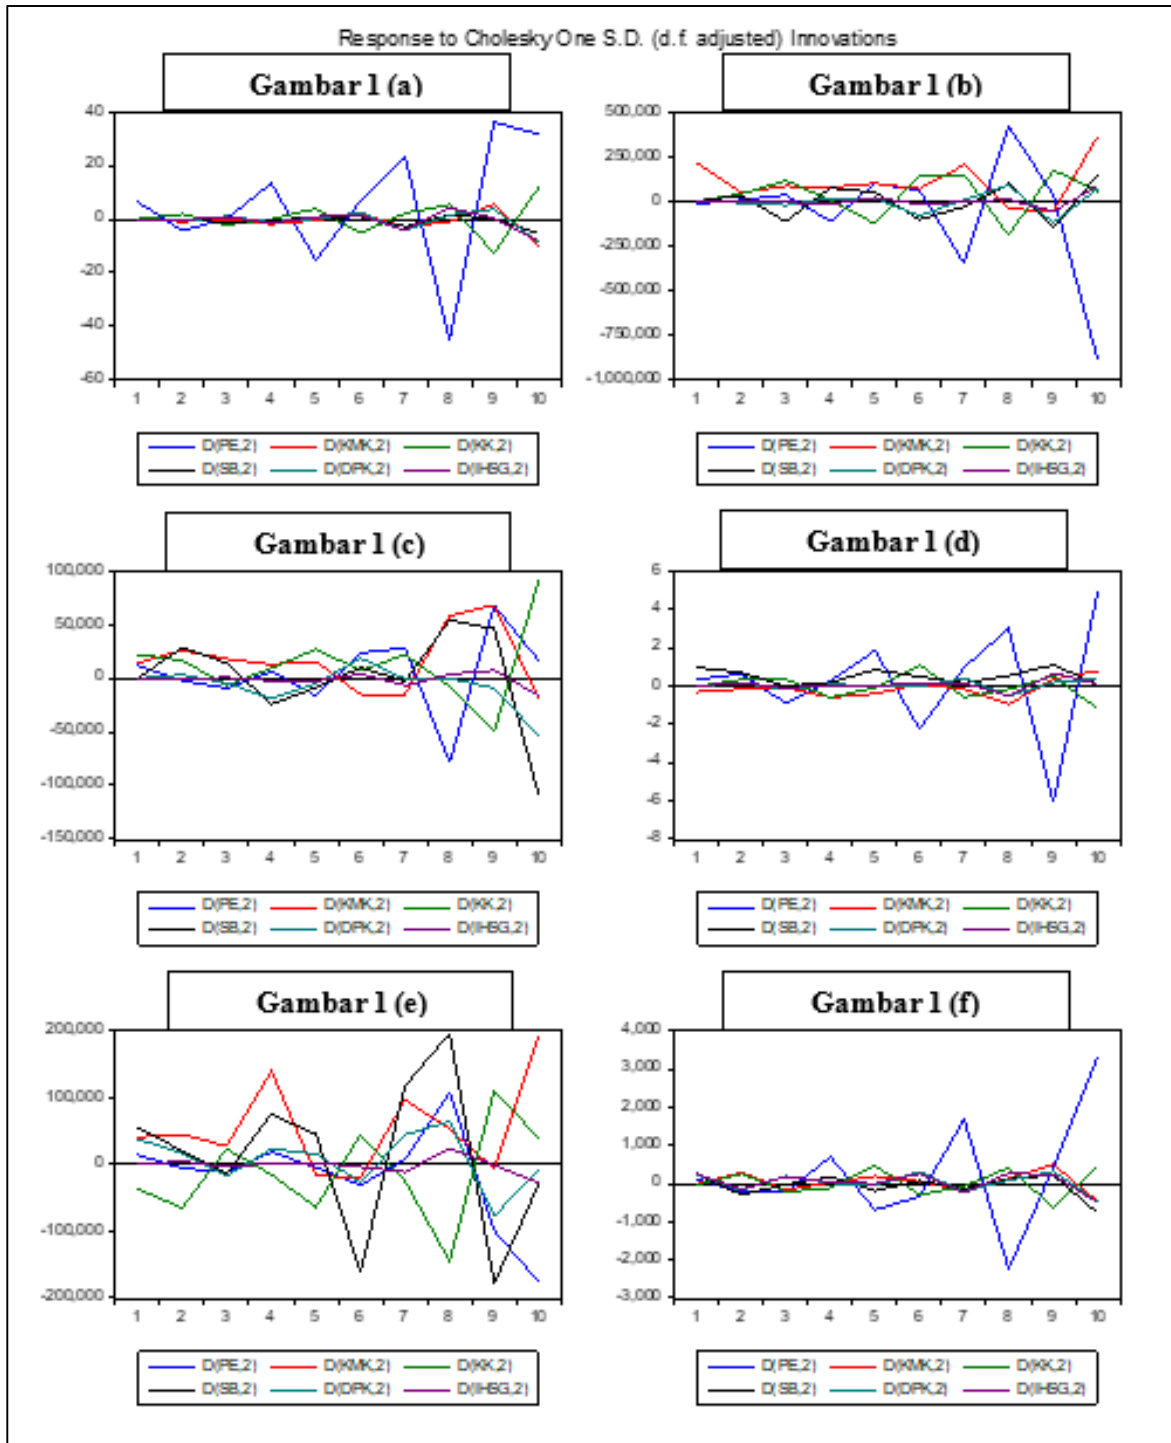 Response to Cholesky One S.D. (d.f. adjusted) Innovations
Gambar 1 (a)
40
20
0
-20
-40
-60
1 2 3 4 5 6 7 8 9 10
D(PE,2) D(KMK,2) D(KK,2)
D(SB,2) D(DPK,2) D(IHSG,2)
Gambar 1 (b)
500,000
250,000
0
-250,000
-500,000
-750,000
-1,000,000
1 2 3 4 5 6 7 8 9 10
D(PE,2) D(KMK,2) D(KK,2)
D(SB,2) D(DPK,2) D(IHSG,2)
Gambar 1 (c)
100,000
50,000
0
-50,000
-100,000
-150,000
1 2 3 4 5 6 7 8 9 10
D(PE,2) D(KMK,2) D(KK,2)
D(SB,2) D(DPK,2) D(IHSG,2)
Gambar 1 (d)
6
4
2
0
-2
-4
-6
-8
1 2 3 4 5 6 7 8 9 10
D(PE,2) D(KMK,2) D(KK,2)
D(SB,2) D(DPK,2) D(IHSG,2)
Gambar 1 (e)
200,000
100,000
0
-100,000
-200,000
1 2 3 4 5 6 7 8 9 10
D(PE,2) D(KMK,2) D(KK,2)
D(SB,2) D(DPK,2) D(IHSG,2)
Gambar 1 (f)
4,000
3,000
2,000
1,000
0
-1,000
-2,000
-3,000
1 2 3 4 5 6 7 8 9 10
D(PE,2) D(KMK,2) D(KK,2)
D(SB,2) D(DPK,2) D(IHSG,2)